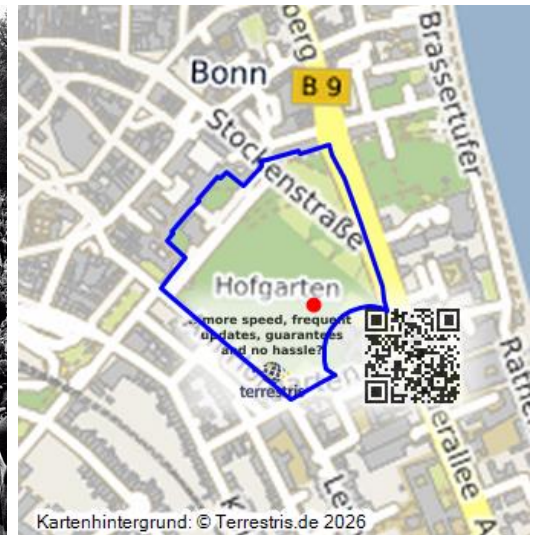 Bonn
B 9
Brassertufer
Stockenstraße
Hofgarten
...more speed, frequent
updates, guarantees
and no hassle?
terrestris
Kartenhintergrund: © Terrestris.de 2026